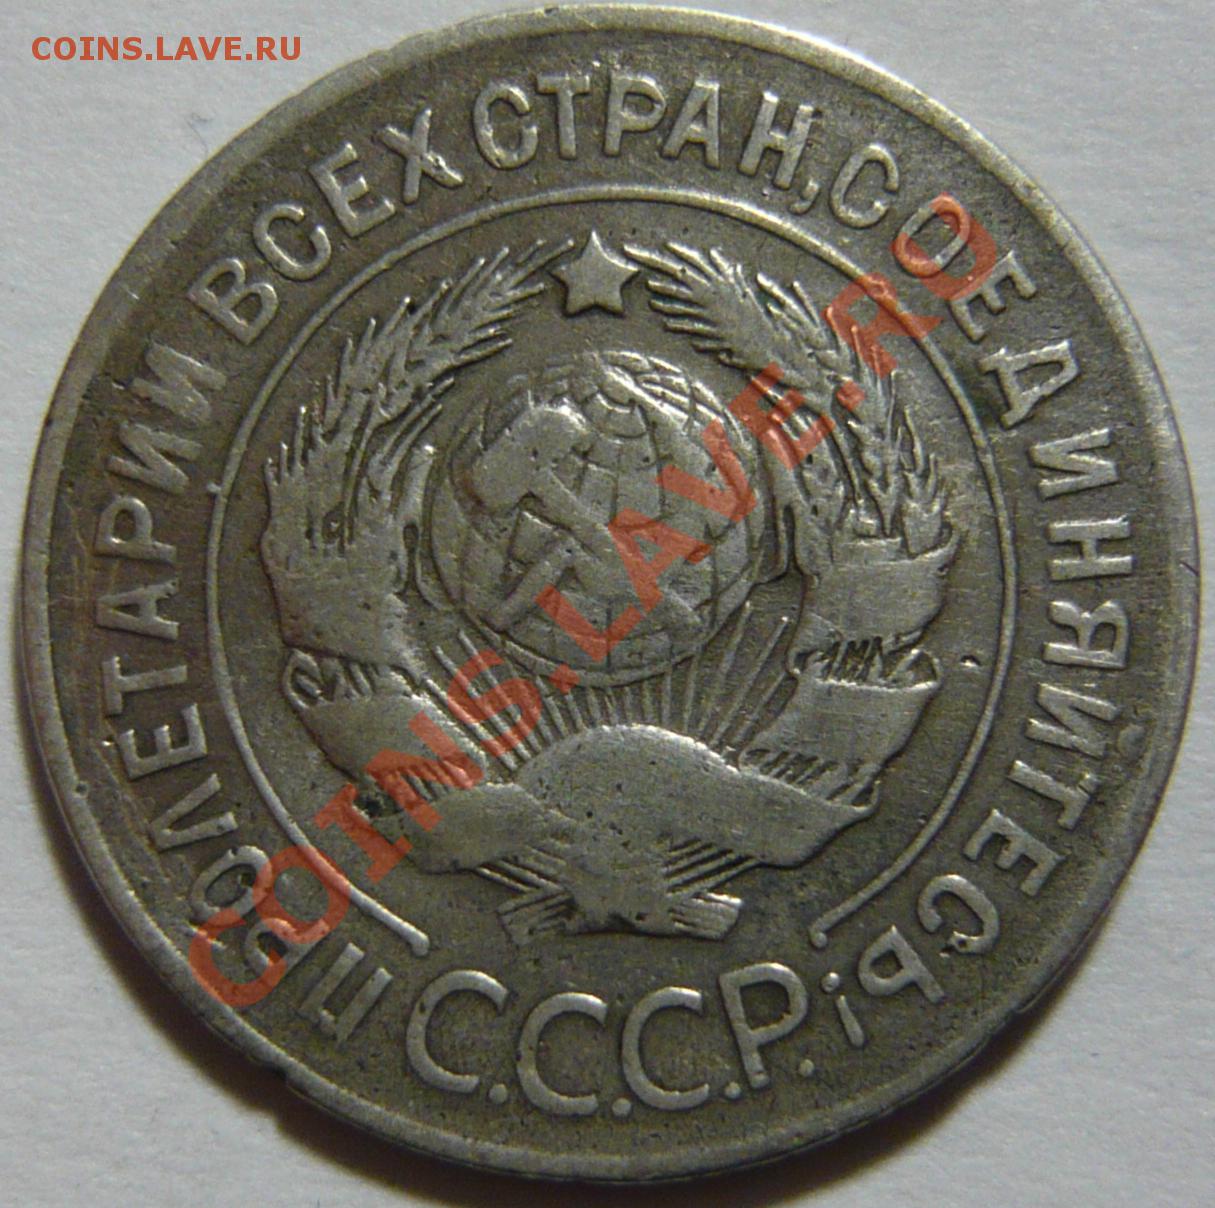 COINS.LAVE.RU
ПРОЛЕТАРИИ ВСЕХ СТРАН, СОЕДИНЯЙТЕСЬ!
С.С.С.Р.
COINS.LAVE.RU